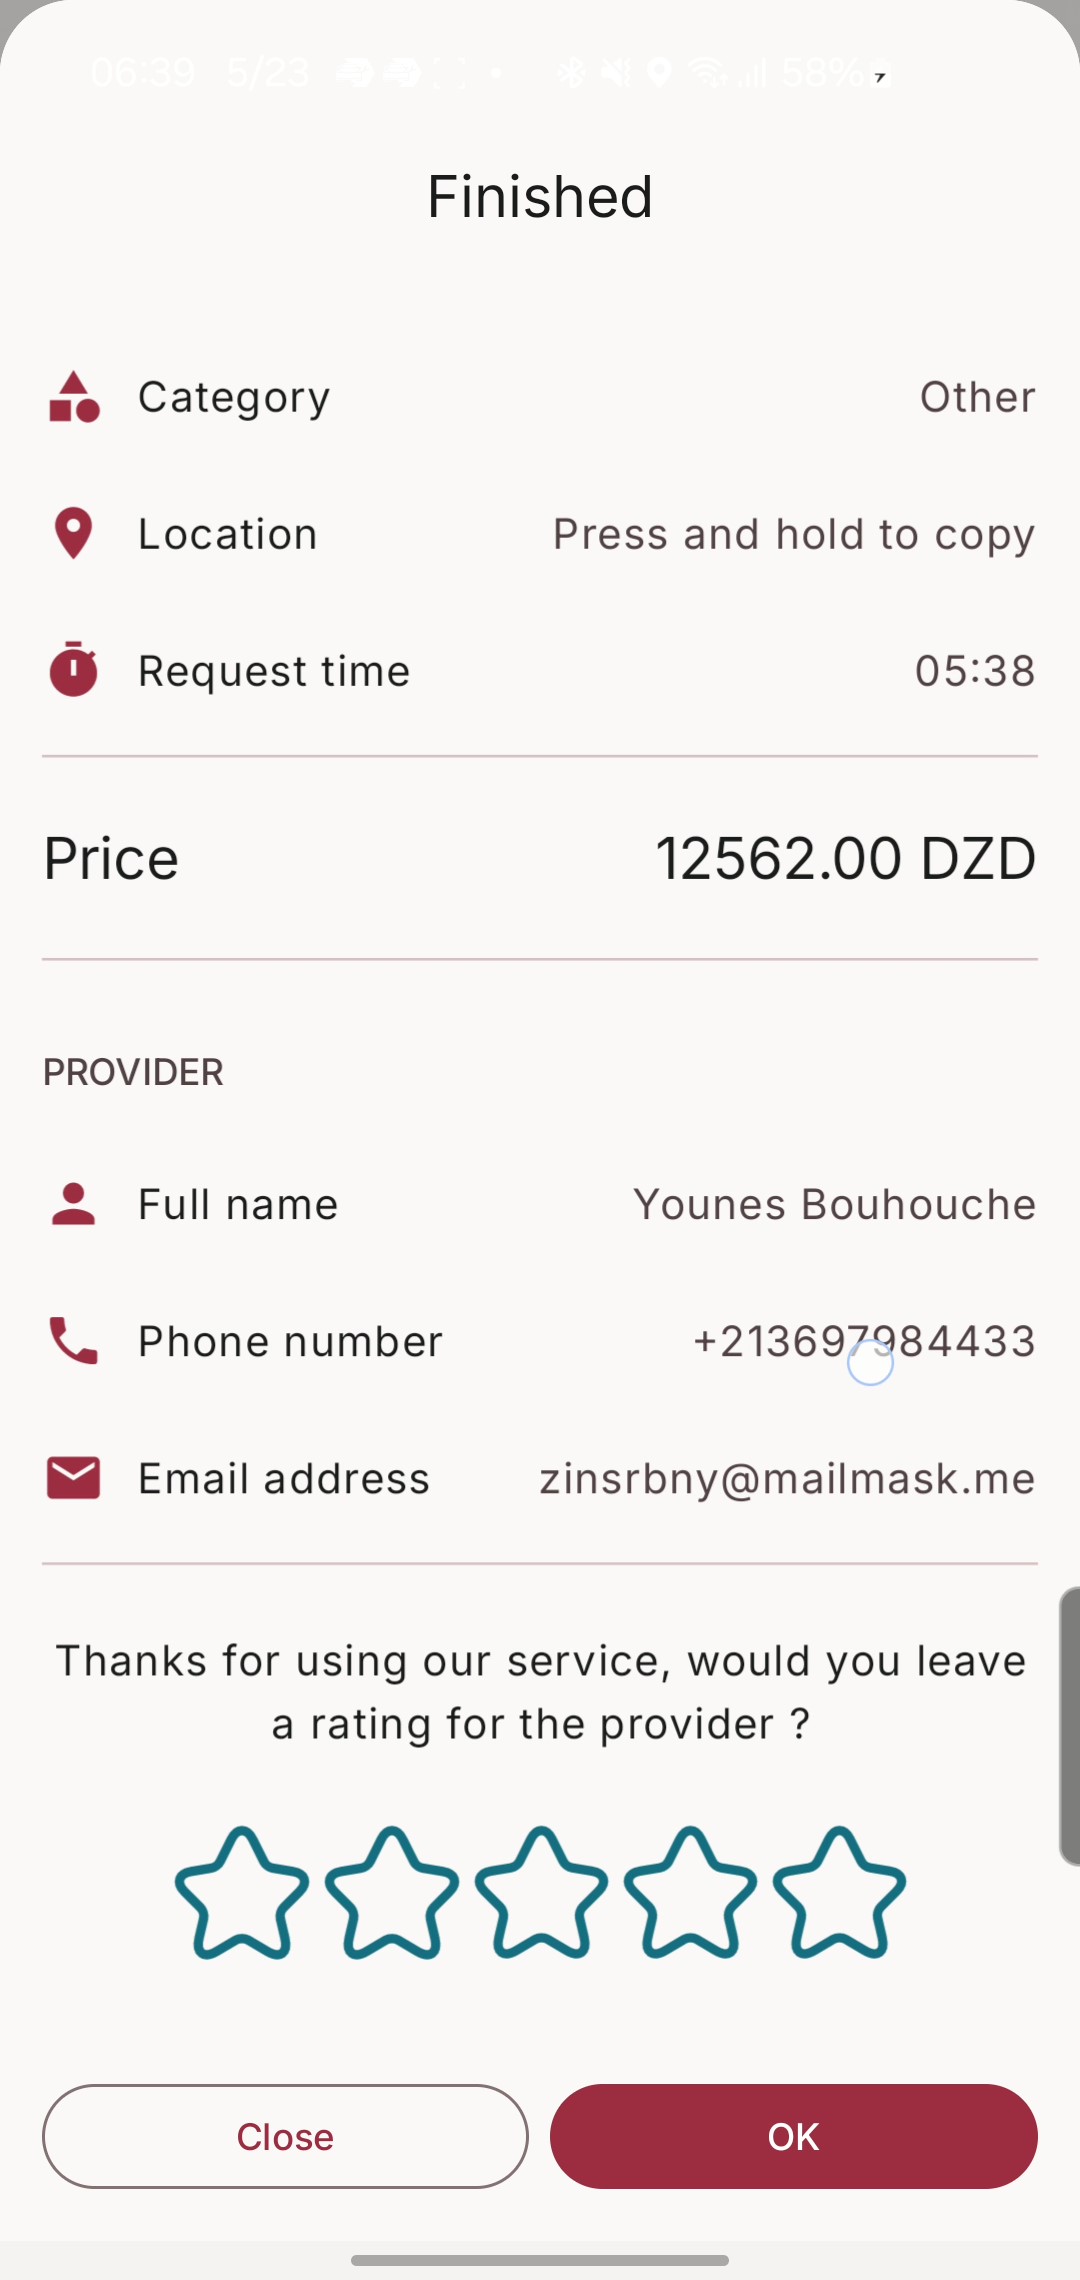 06:39 5/23 58%
Finished
Category Other
Location Press and hold to copy
Request time 05:38
Price 12562.00 DZD
PROVIDER
Full name Younes Bouhouche
Phone number +213697984433
Email address zinsrbny@mailmask.me
Thanks for using our service, would you leave
a rating for the provider ?
Close OK